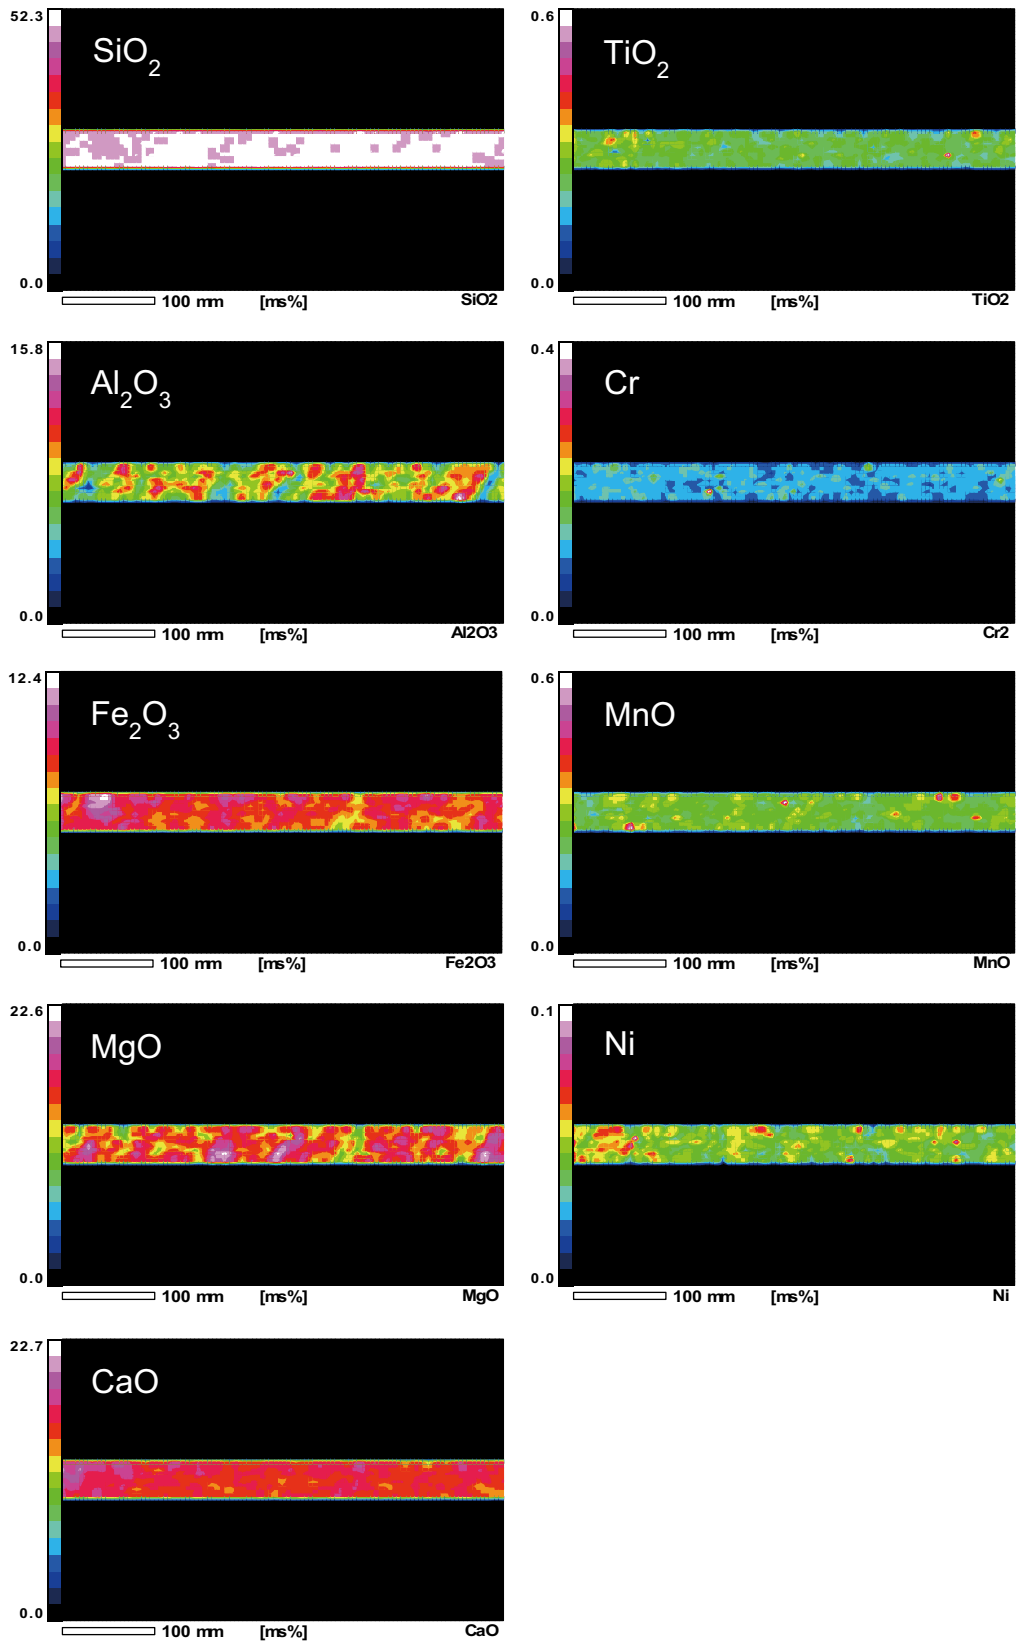 52.3
SiO2
0.0
100 mm [ms%] SiO2
0.6
TiO2
0.0
100 mm [ms%] TiO2
15.8
Al2O3
0.0
100 mm [ms%] Al2O3
0.4
Cr
0.0
100 mm [ms%] Cr2
12.4
Fe2O3
0.0
100 mm [ms%] Fe2O3
0.6
MnO
0.0
100 mm [ms%] MnO
22.6
MgO
0.0
100 mm [ms%] MgO
0.1
Ni
0.0
100 mm [ms%] Ni
22.7
CaO
0.0
100 mm [ms%] CaO